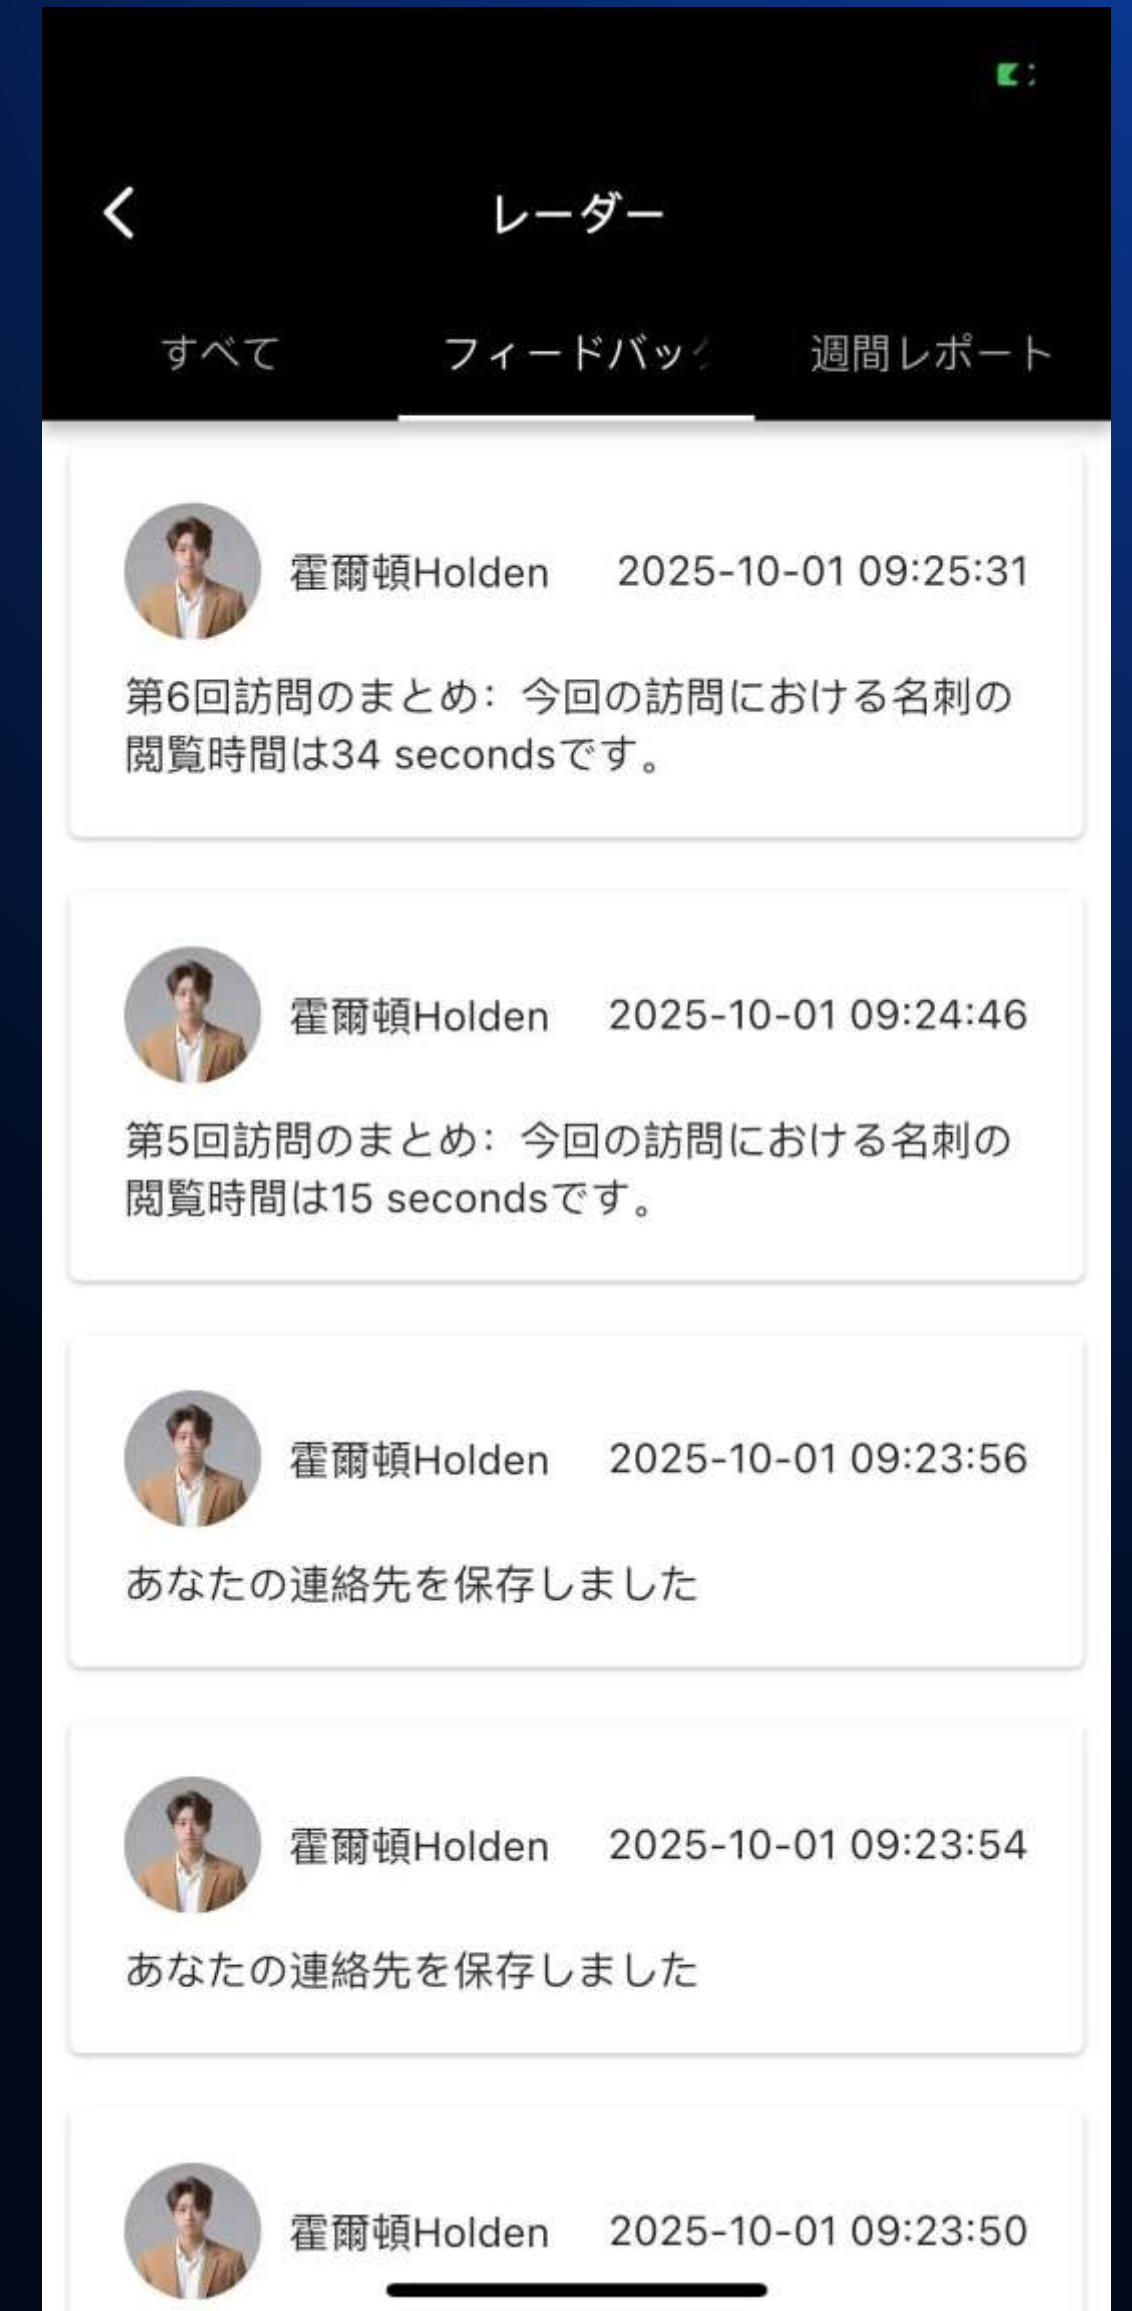 レーダー
すべて
フィードバッ
週間レポート
霍爾頓Holden 2025-10-01 09:25:31
第6回訪問のまとめ：今回の訪問における名刺の
閲覧時間は34 secondsです。
霍爾頓Holden 2025-10-01 09:24:46
第5回訪問のまとめ：今回の訪問における名刺の
閲覧時間は15 secondsです。
霍爾頓Holden 2025-10-01 09:23:56
あなたの連絡先を保存しました
霍爾頓Holden 2025-10-01 09:23:54
あなたの連絡先を保存しました
霍爾頓Holden 2025-10-01 09:23:50